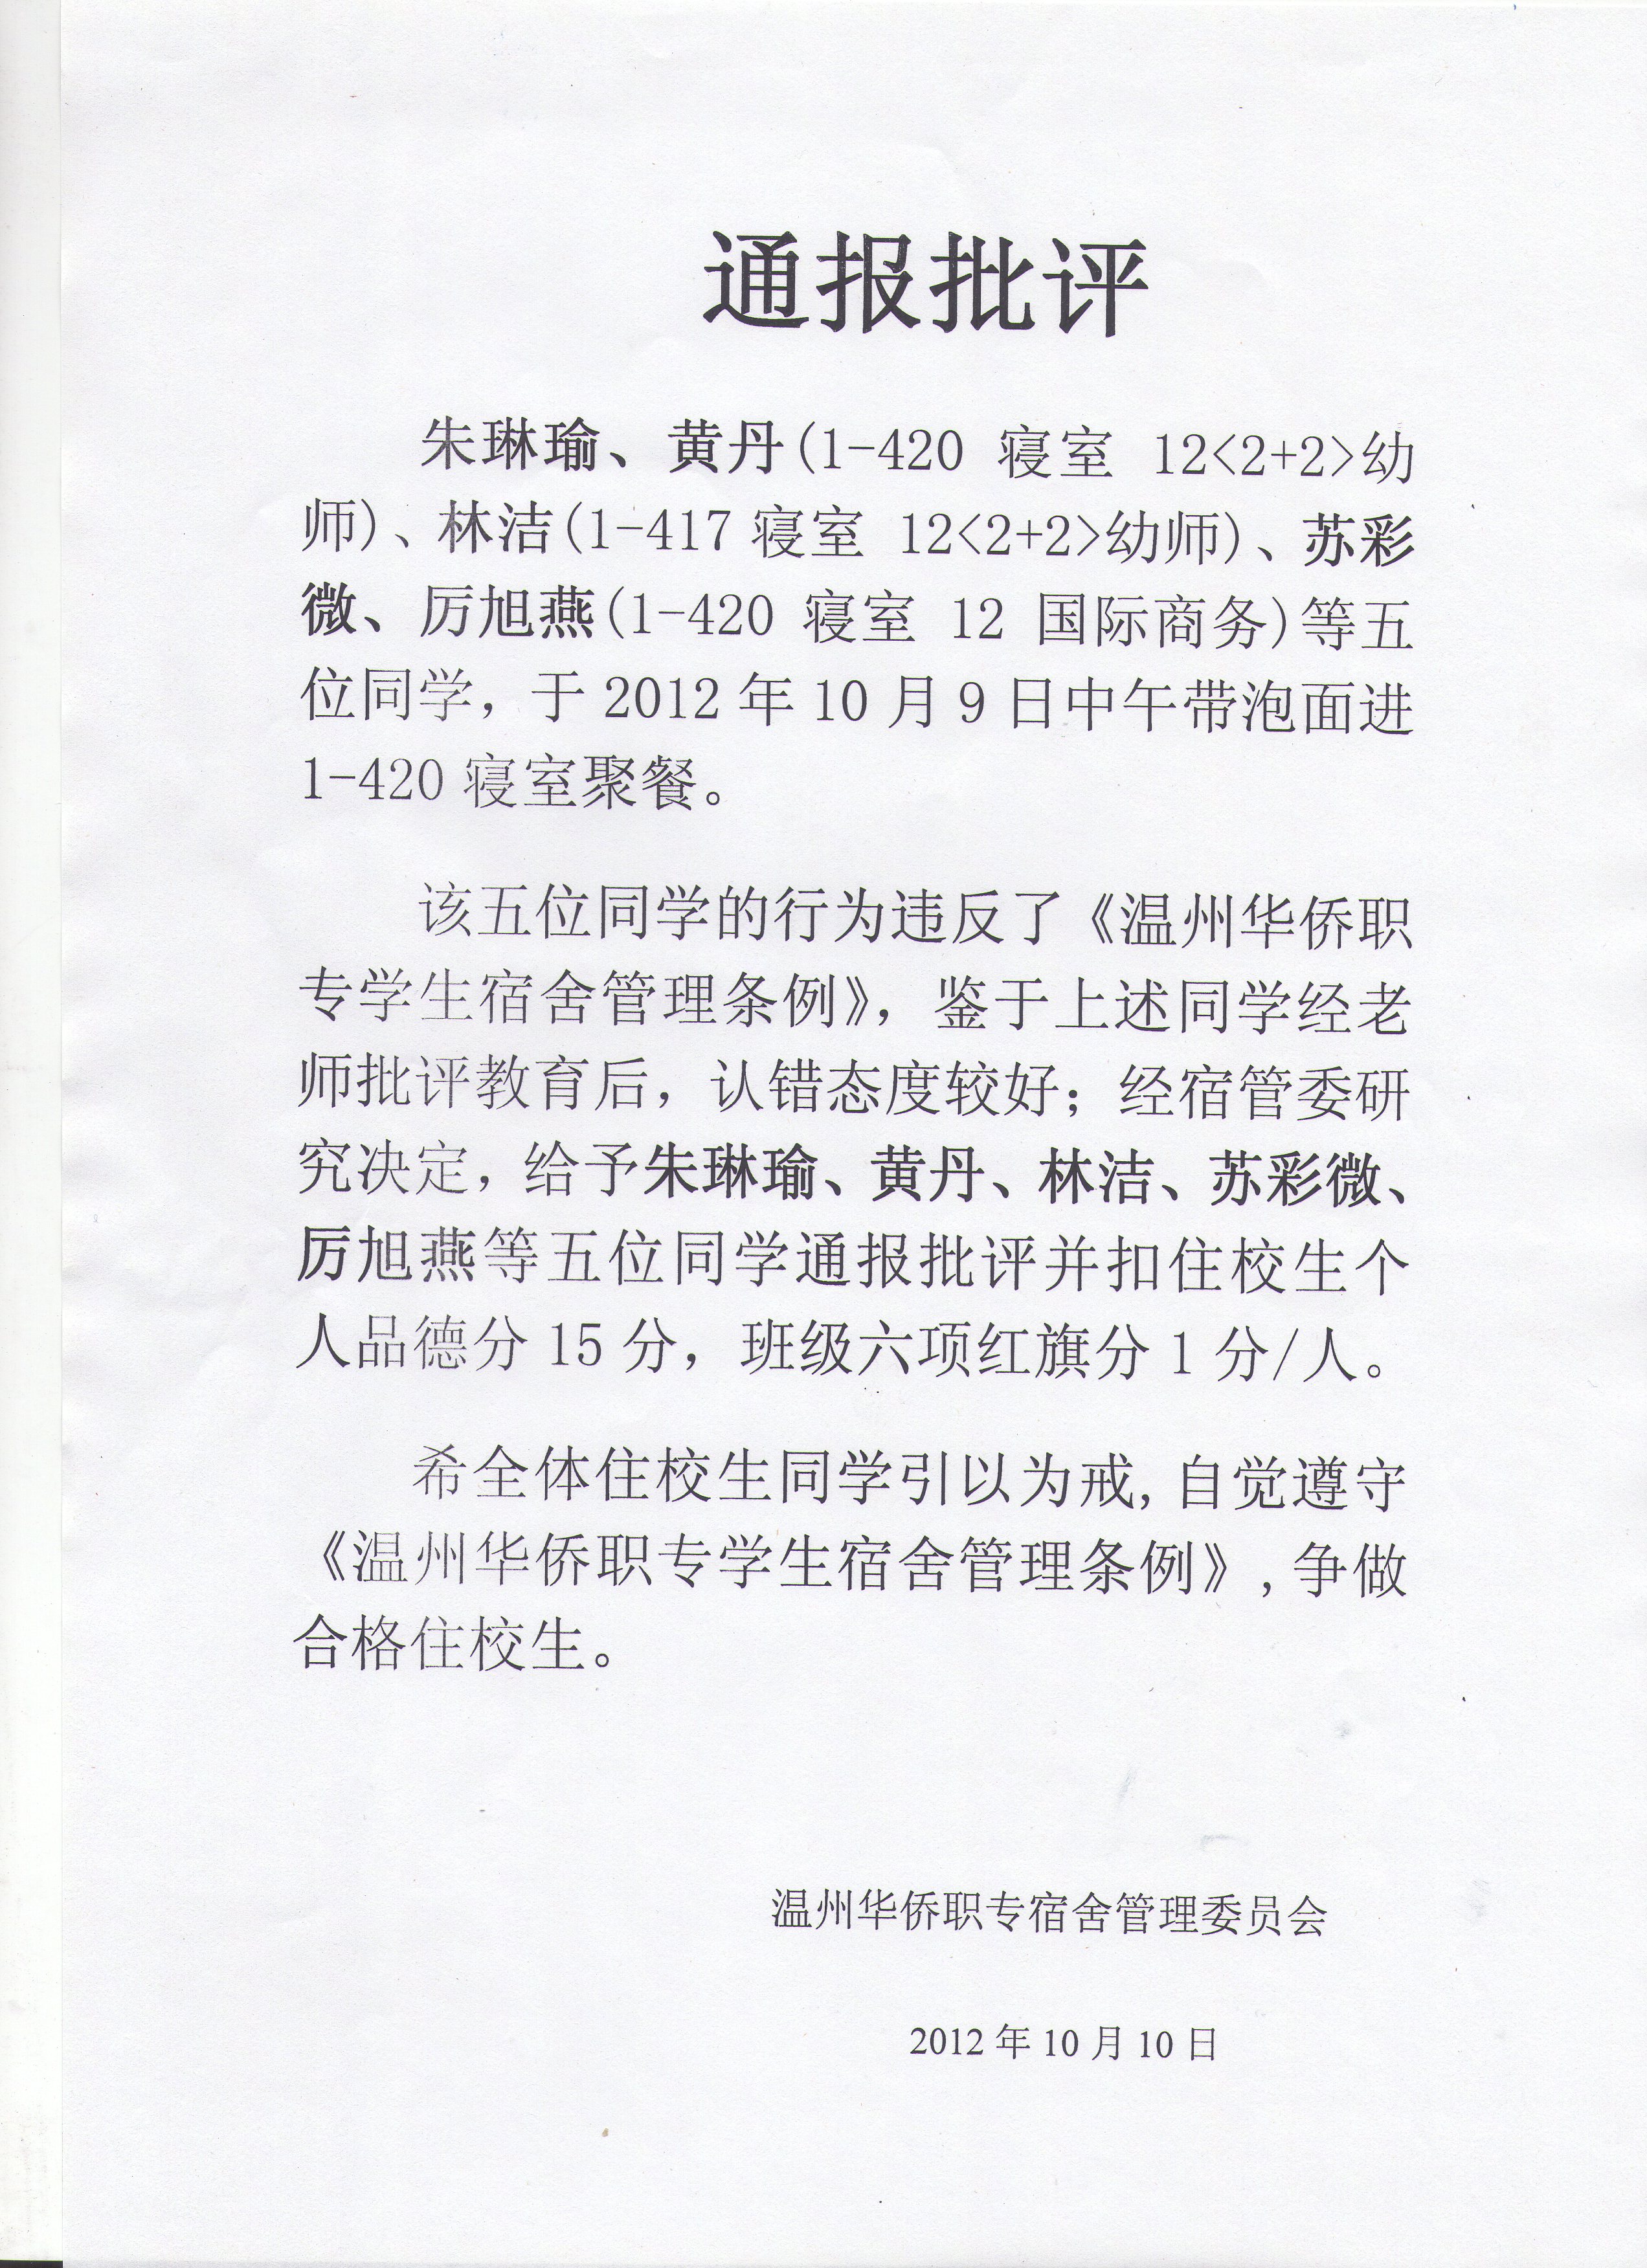 通报批评
朱琳瑜、黄丹(1-420 寝室 12<2+2>幼
师)、林洁(1-417 寝室 12<2+2>幼师)、苏彩
微、厉旭燕(1-420 寝室 12 国际商务)等五
位同学，于 2012 年 10 月 9 日中午带泡面进
1-420 寝室聚餐。
该五位同学的行为违反了《温州华侨职
专学生宿舍管理条例》，鉴于上述同学经老
师批评教育后，认错态度较好；经宿管委研
究决定，给予朱琳瑜、黄丹、林洁、苏彩微、
厉旭燕等五位同学通报批评并扣住校生个
人品德分 15 分，班级六项红旗分 1 分/人。
希全体住校生同学引以为戒,自觉遵守
《温州华侨职专学生宿舍管理条例》,争做
合格住校生。
温州华侨职专宿舍管理委员会
2012 年 10 月 10 日